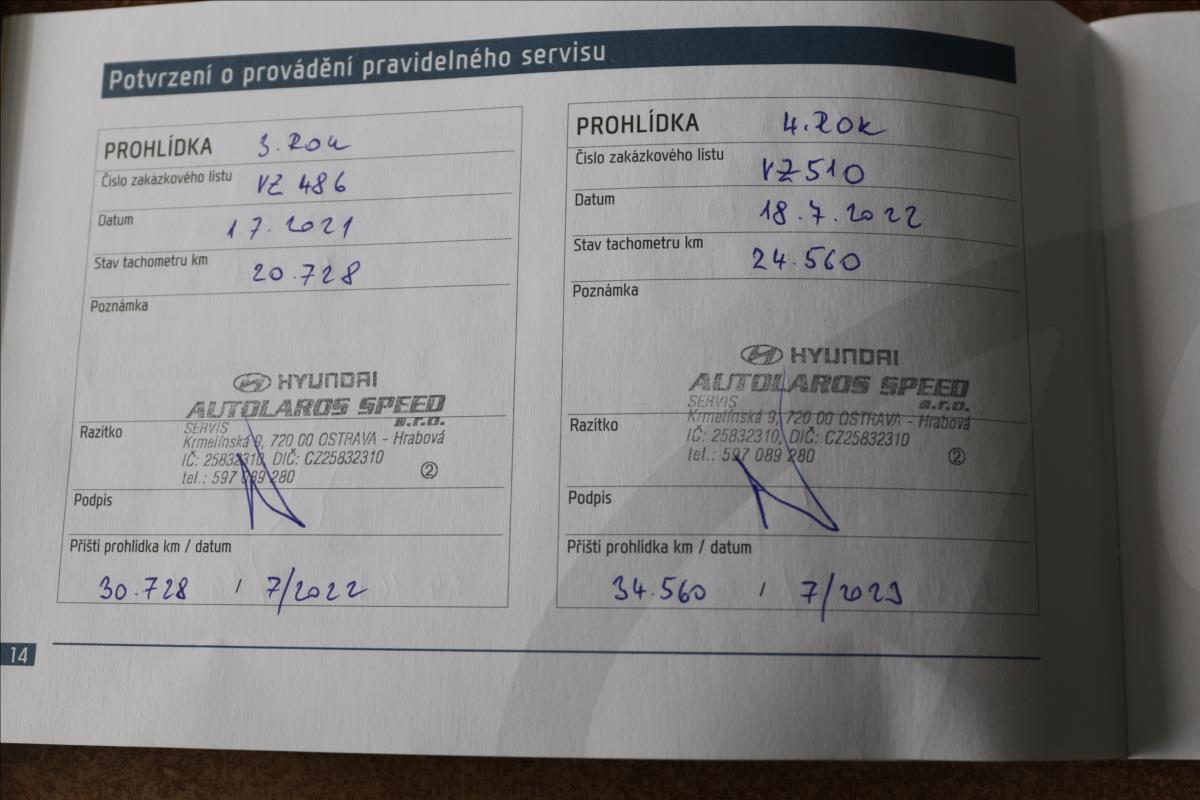 Potvrzení o provádění pravidelného servisu
PROHLÍDKA 3. ROK
Číslo zakázkového listu VZ 486
Datum 1.7.2021
Stav tachometru km 20.728
Poznámka
HYUNDAI
AUTOLAROS SPEED
s.r.o.
SERVIS
Razítko
Krmelínská 9, 720 00 OSTRAVA - Hrabová
IČ: 25832310, DIČ: CZ25832310
tel.: 597 089 280 2
Podpis
Příští prohlídka km / datum
30.728 / 7/2022
PROHLÍDKA 4. ROK
Číslo zakázkového listu VZ 510
Datum 18.7.2022
Stav tachometru km 24.560
Poznámka
HYUNDAI
AUTOLAROS SPEED
s.r.o.
SERVIS
Razítko
Krmelínská 9, 720 00 OSTRAVA - Hrabová
IČ: 25832310, DIČ: CZ25832310
tel.: 597 089 280 2
Podpis
Příští prohlídka km / datum
34.560 / 7/2023
14